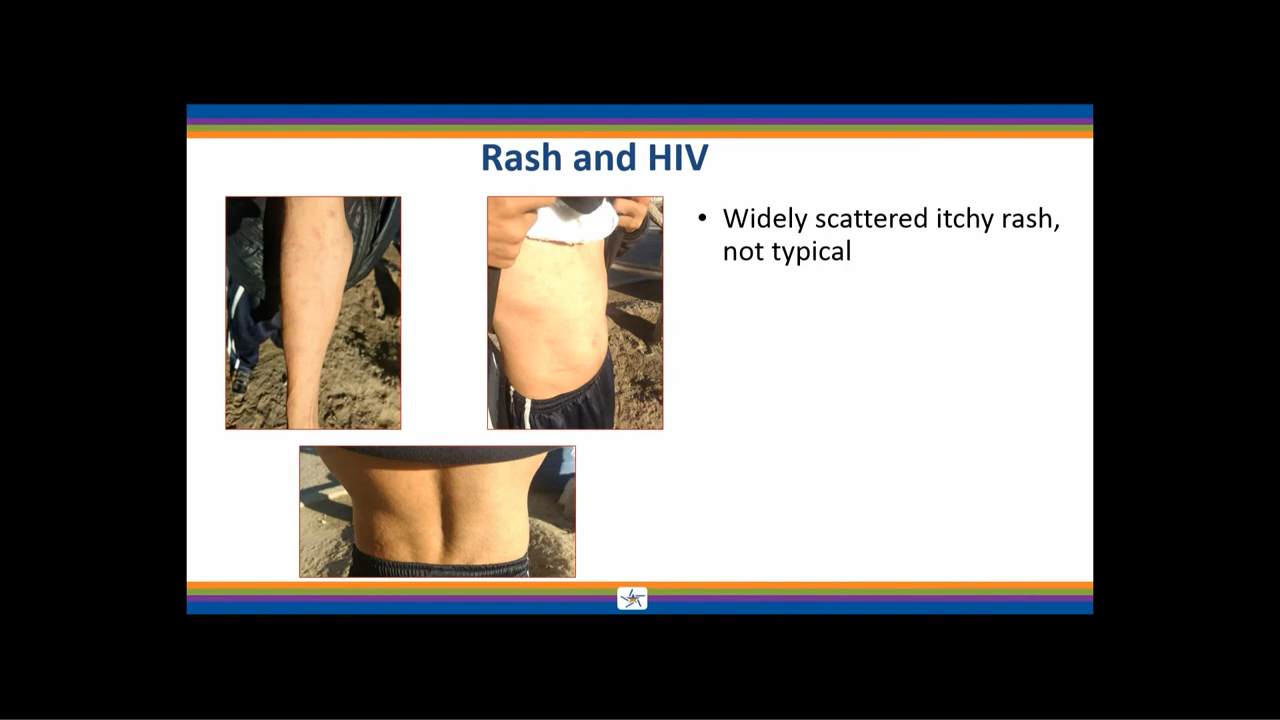 Rash and HIV
• Widely scattered itchy rash,
not typical